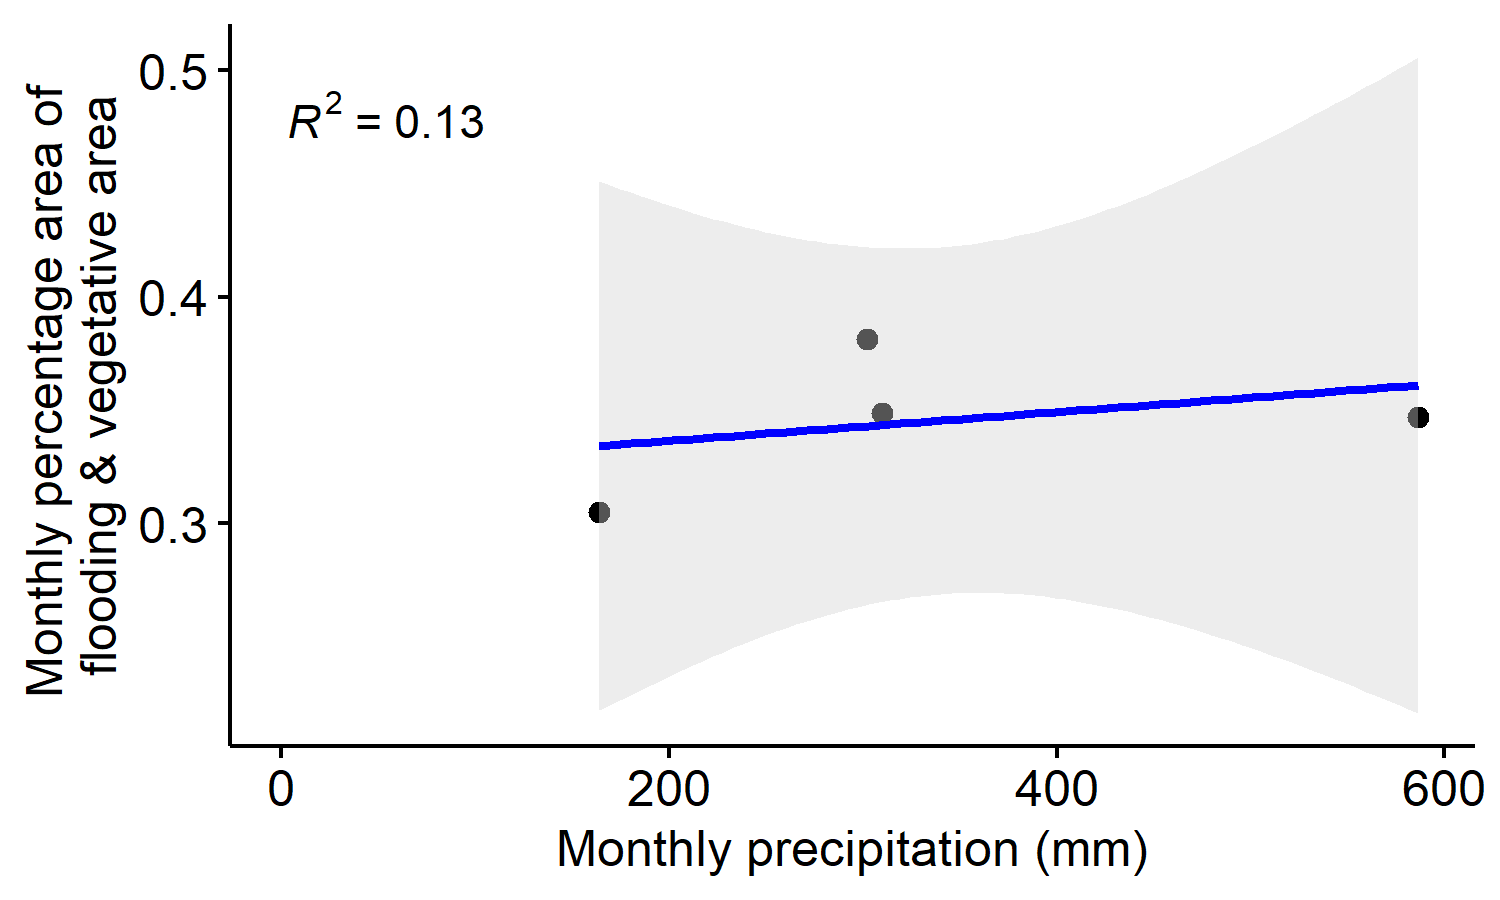 Monthly percentage area of
flooding & vegetative area
0.5
0.4
0.3
R² = 0.13
0 200 400 600
Monthly precipitation (mm)